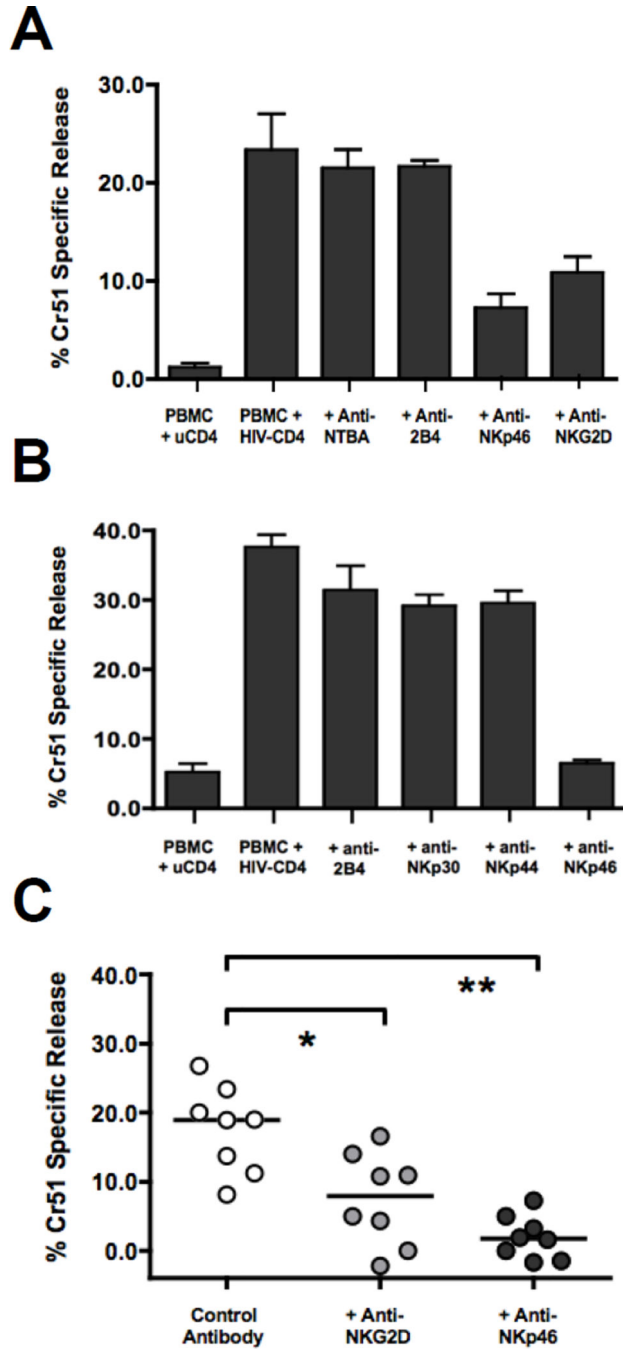 A
% Cr51 Specific Release
30.0
20.0
10.0
0.0
PBMC + uCD4
PBMC + HIV-CD4
+ Anti-NTBA
+ Anti-2B4
+ Anti-NKp46
+ Anti-NKG2D
B
% Cr51 Specific Release
40.0
30.0
20.0
10.0
0.0
PBMC + uCD4
PBMC + HIV-CD4
+ anti-2B4
+ anti-NKp30
+ anti-NKp44
+ anti-NKp46
C
% Cr51 Specific Release
40.0
30.0
20.0
10.0
0.0
**
*
Control Antibody
+ Anti-NKG2D
+ Anti-NKp46